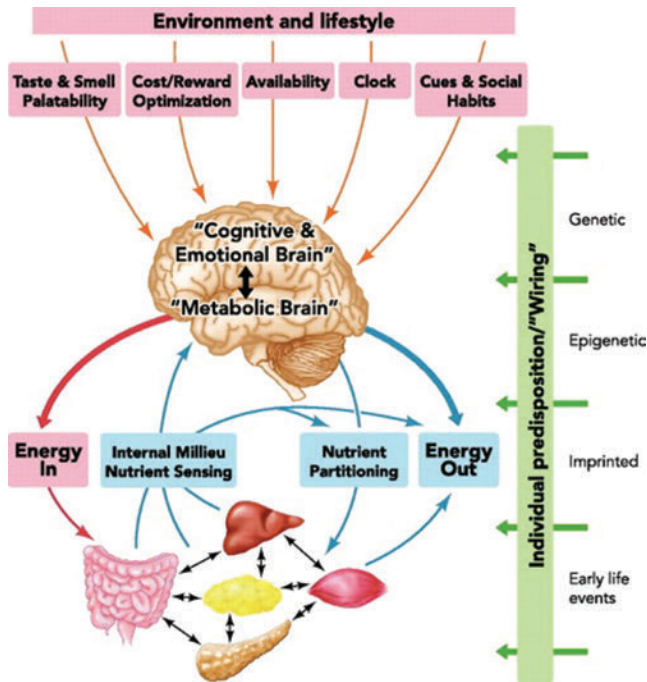 Environment and lifestyle
Taste & Smell
Palatability
Cost/Reward
Optimization
Availability
Clock
Cues & Social
Habits
"Cognitive &
Emotional Brain"
"Metabolic Brain"
Energy
In
Internal Millieu
Nutrient Sensing
Nutrient
Partitioning
Energy
Out
Individual predisposition/"Wiring"
Genetic
Epigenetic
Imprinted
Early life
events